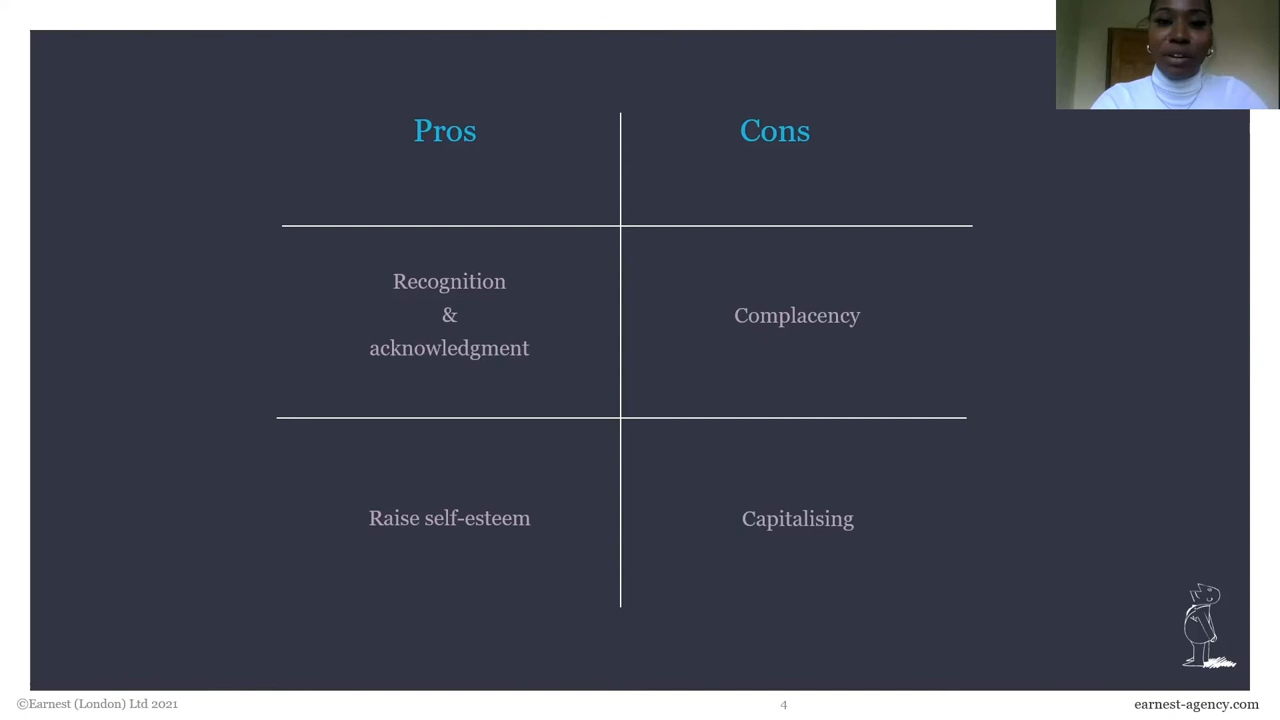 Pros
Cons
Recognition
&
acknowledgment
Complacency
Raise self-esteem
Capitalising
©Earnest (London) Ltd 2021
4
earnest-agency.com